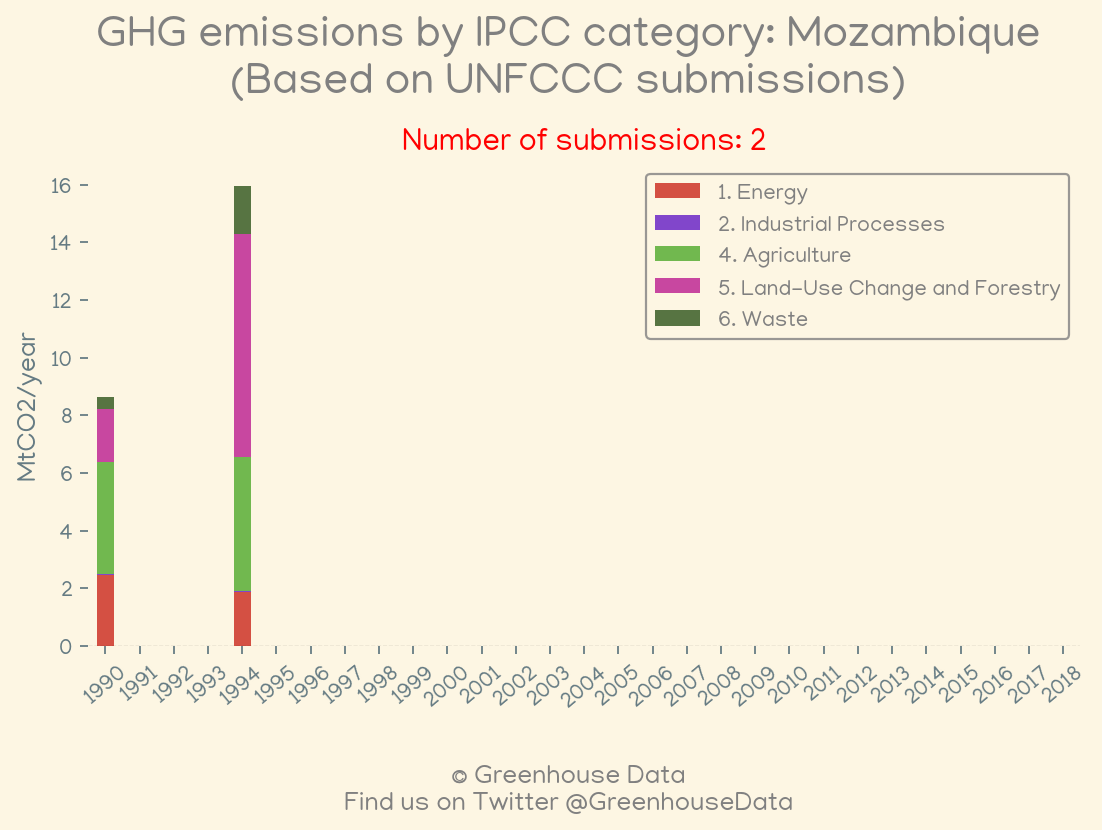 GHG emissions by IPCC category: Mozambique
(Based on UNFCCC submissions)
Number of submissions: 2
1. Energy
2. Industrial Processes
4. Agriculture
5. Land-Use Change and Forestry
6. Waste
MtCO2/year
16
14
12
10
8
6
4
2
0
1990 1991 1992 1993 1994 1995 1996 1997 1998 1999 2000 2001 2002 2003 2004 2005 2006 2007 2008 2009 2010 2011 2012 2013 2014 2015 2016 2017 2018
© Greenhouse Data
Find us on Twitter @GreenhouseData